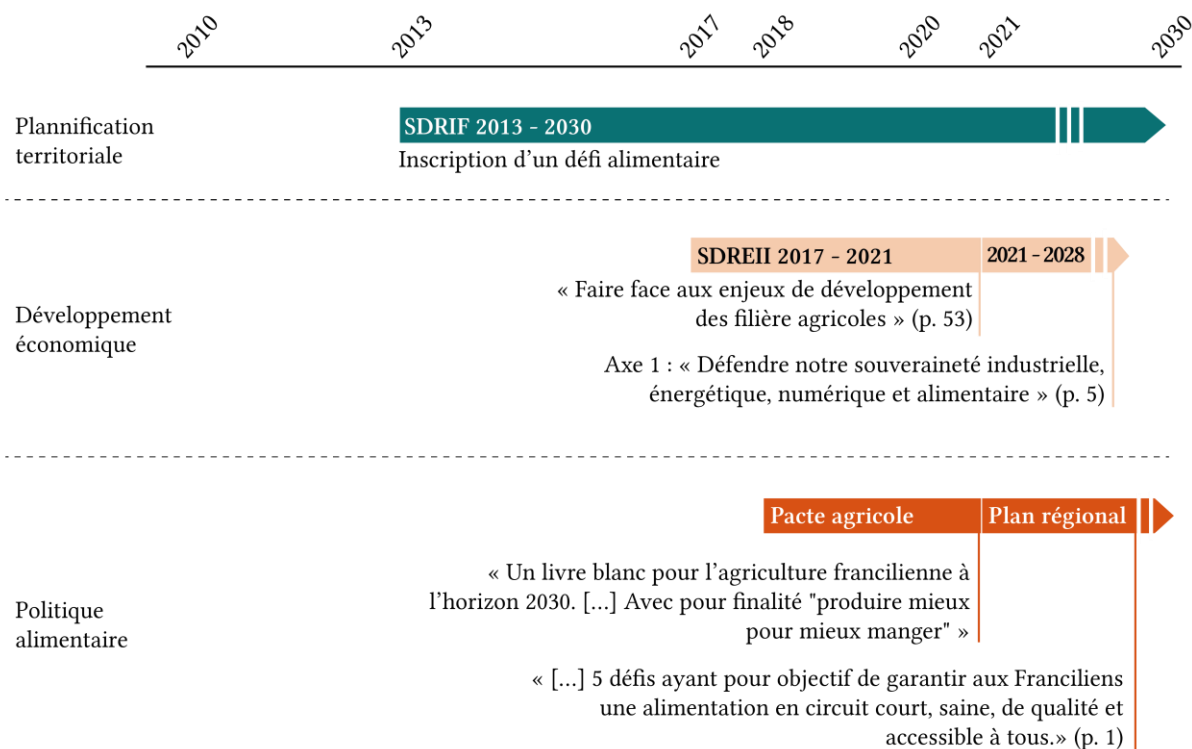 2010 2013 2017 2018 2020 2021 2030
Plannification
territoriale
SDRIF 2013 - 2030
Inscription d’un défi alimentaire
Développement
économique
SDREII 2017 - 2021
2021 - 2028
« Faire face aux enjeux de développement
des filière agricoles » (p. 53)
Axe 1 : « Défendre notre souveraineté industrielle,
énergétique, numérique et alimentaire » (p. 5)
Politique
alimentaire
Pacte agricole
Plan régional
« Un livre blanc pour l’agriculture francilienne à
l’horizon 2030. [...] Avec pour finalité "produire mieux
pour mieux manger" »
« [...] 5 défis ayant pour objectif de garantir aux Franciliens
une alimentation en circuit court, saine, de qualité et
accessible à tous.» (p. 1)